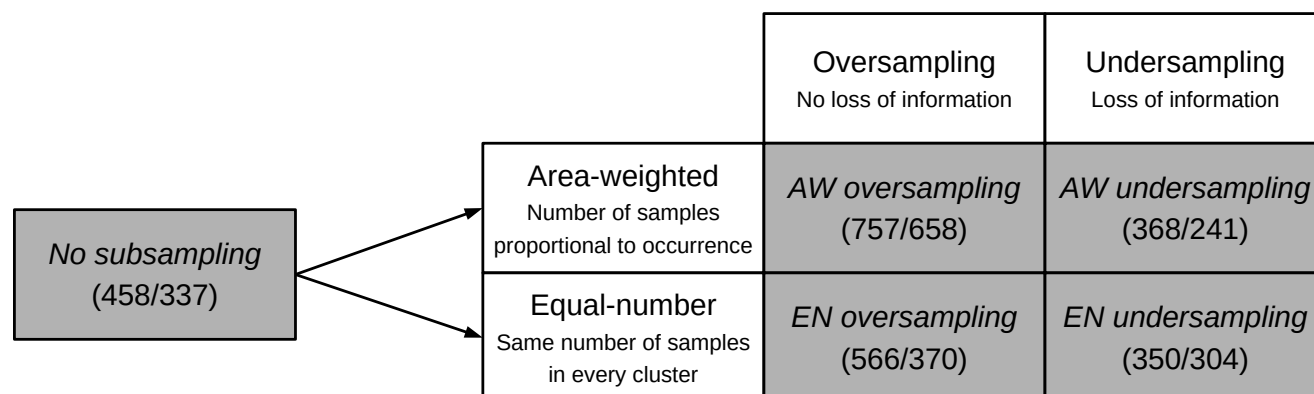 Oversampling
No loss of information
Undersampling
Loss of information
Area-weighted
Number of samples
proportional to occurrence
AW oversampling
(757/658)
AW undersampling
(368/241)
No subsampling
(458/337)
Equal-number
Same number of samples
in every cluster
EN oversampling
(566/370)
EN undersampling
(350/304)